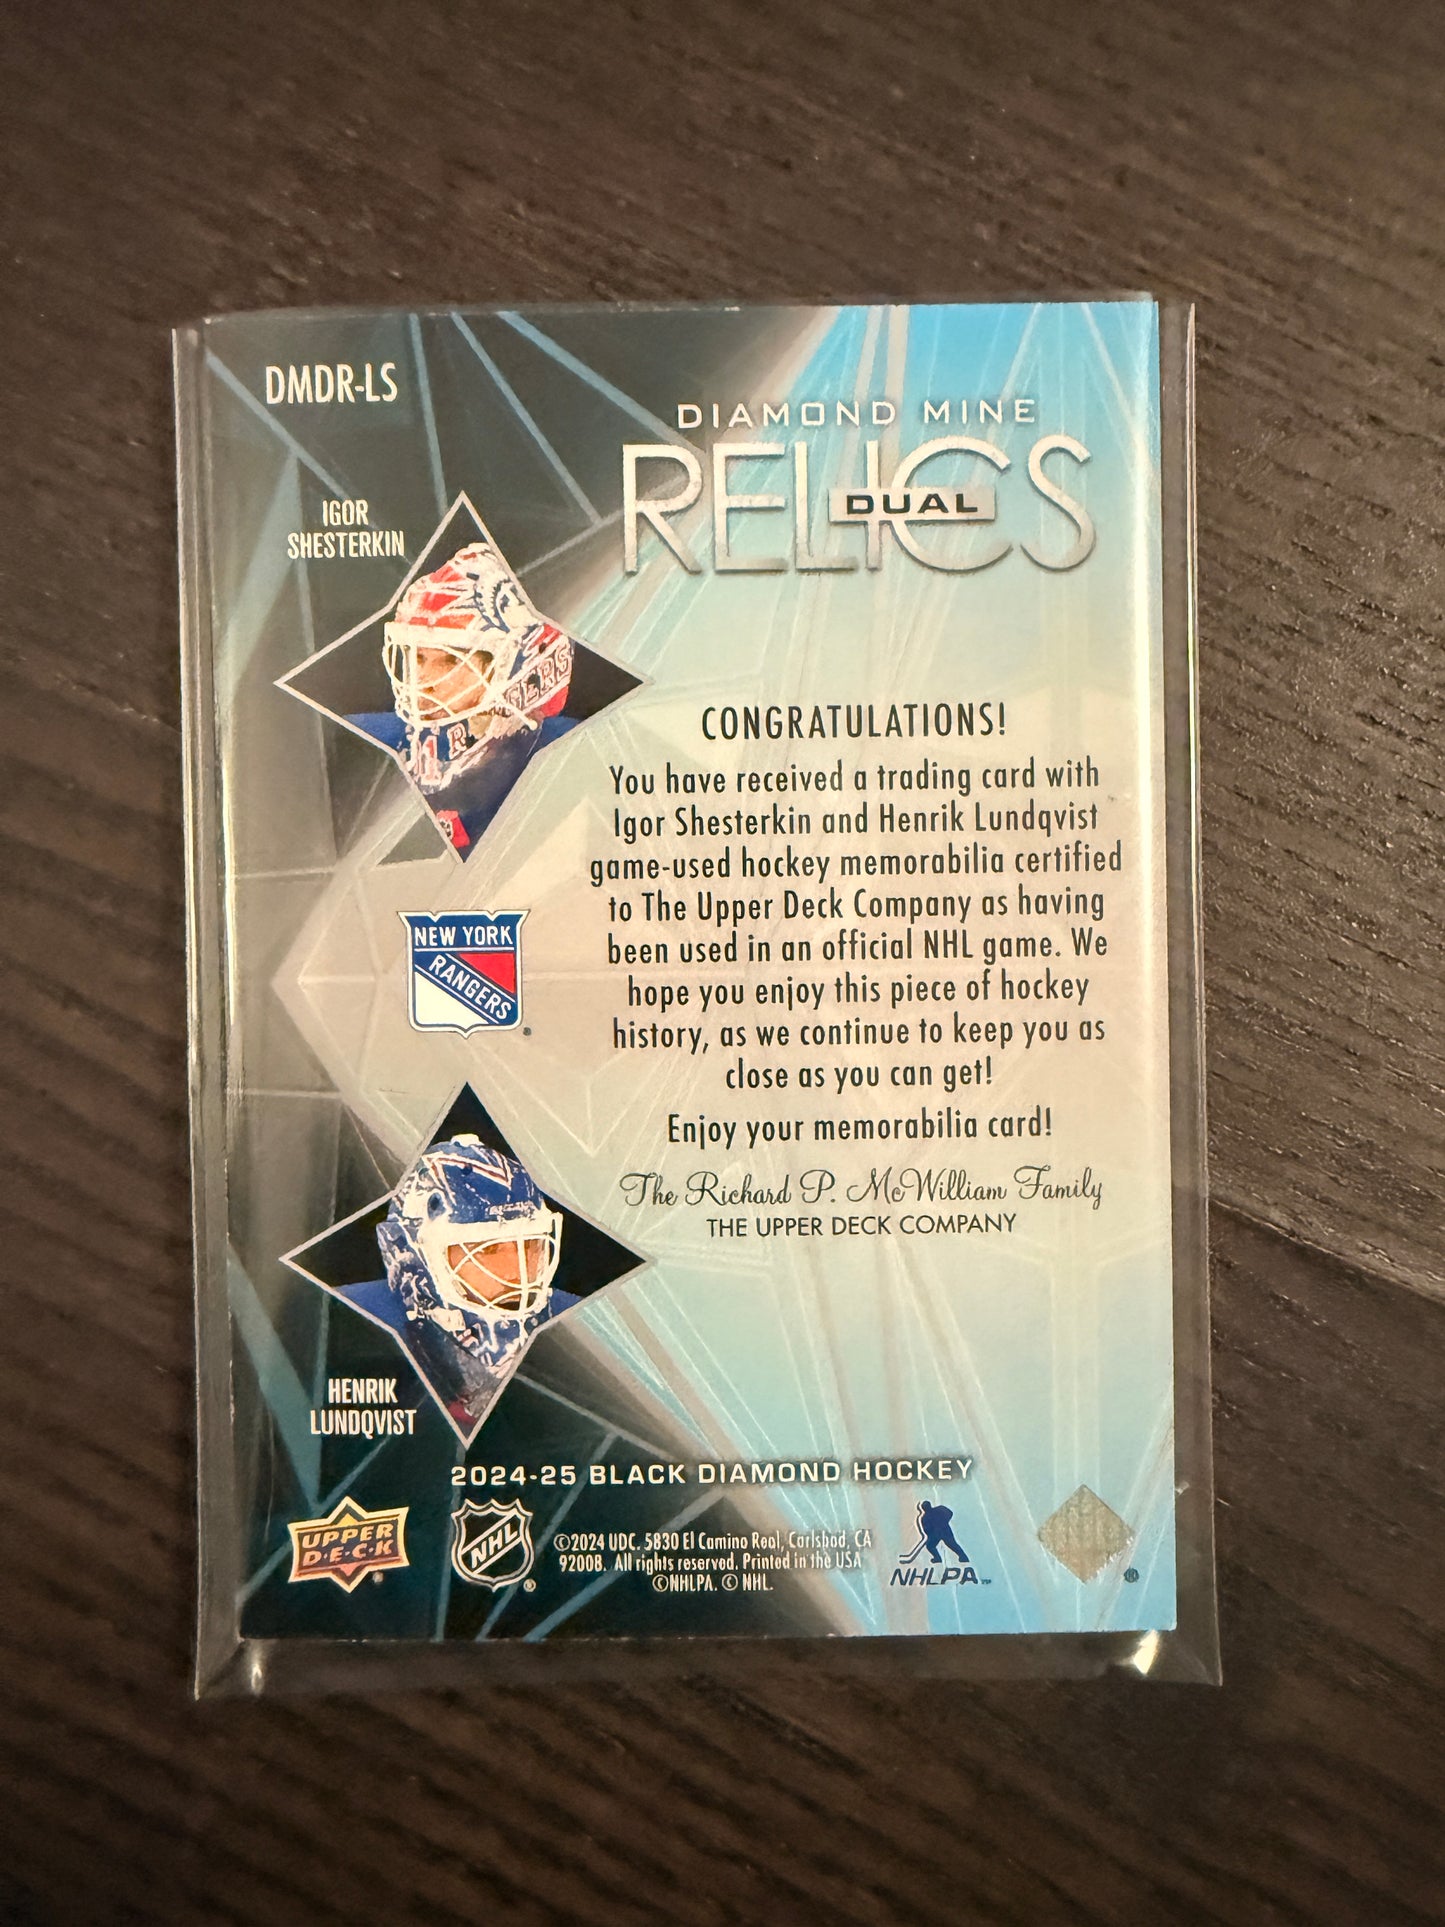 DMDR-LS
DIAMOND MINE
RELICS
DUAL
IGOR
SHESTERKIN
CONGRATULATIONS!
You have received a trading card with
Igor Shesterkin and Henrik Lundqvist
game-used hockey memorabilia certified
to The Upper Deck Company as having
been used in an official NHL game. We
hope you enjoy this piece of hockey
history, as we continue to keep you as
close as you can get!
Enjoy your memorabilia card!
The Richard P. McWilliam Family
THE UPPER DECK COMPANY
NEW YORK
RANGERS
HENRIK
LUNDQVIST
2024-25 BLACK DIAMOND HOCKEY
UPPER
D·E·C·K
NHL
©2024 UDC. 5830 El Camino Real, Carlsbad, CA
92008. All rights reserved. Printed in the USA
©NHLPA. © NHL.
NHLPA